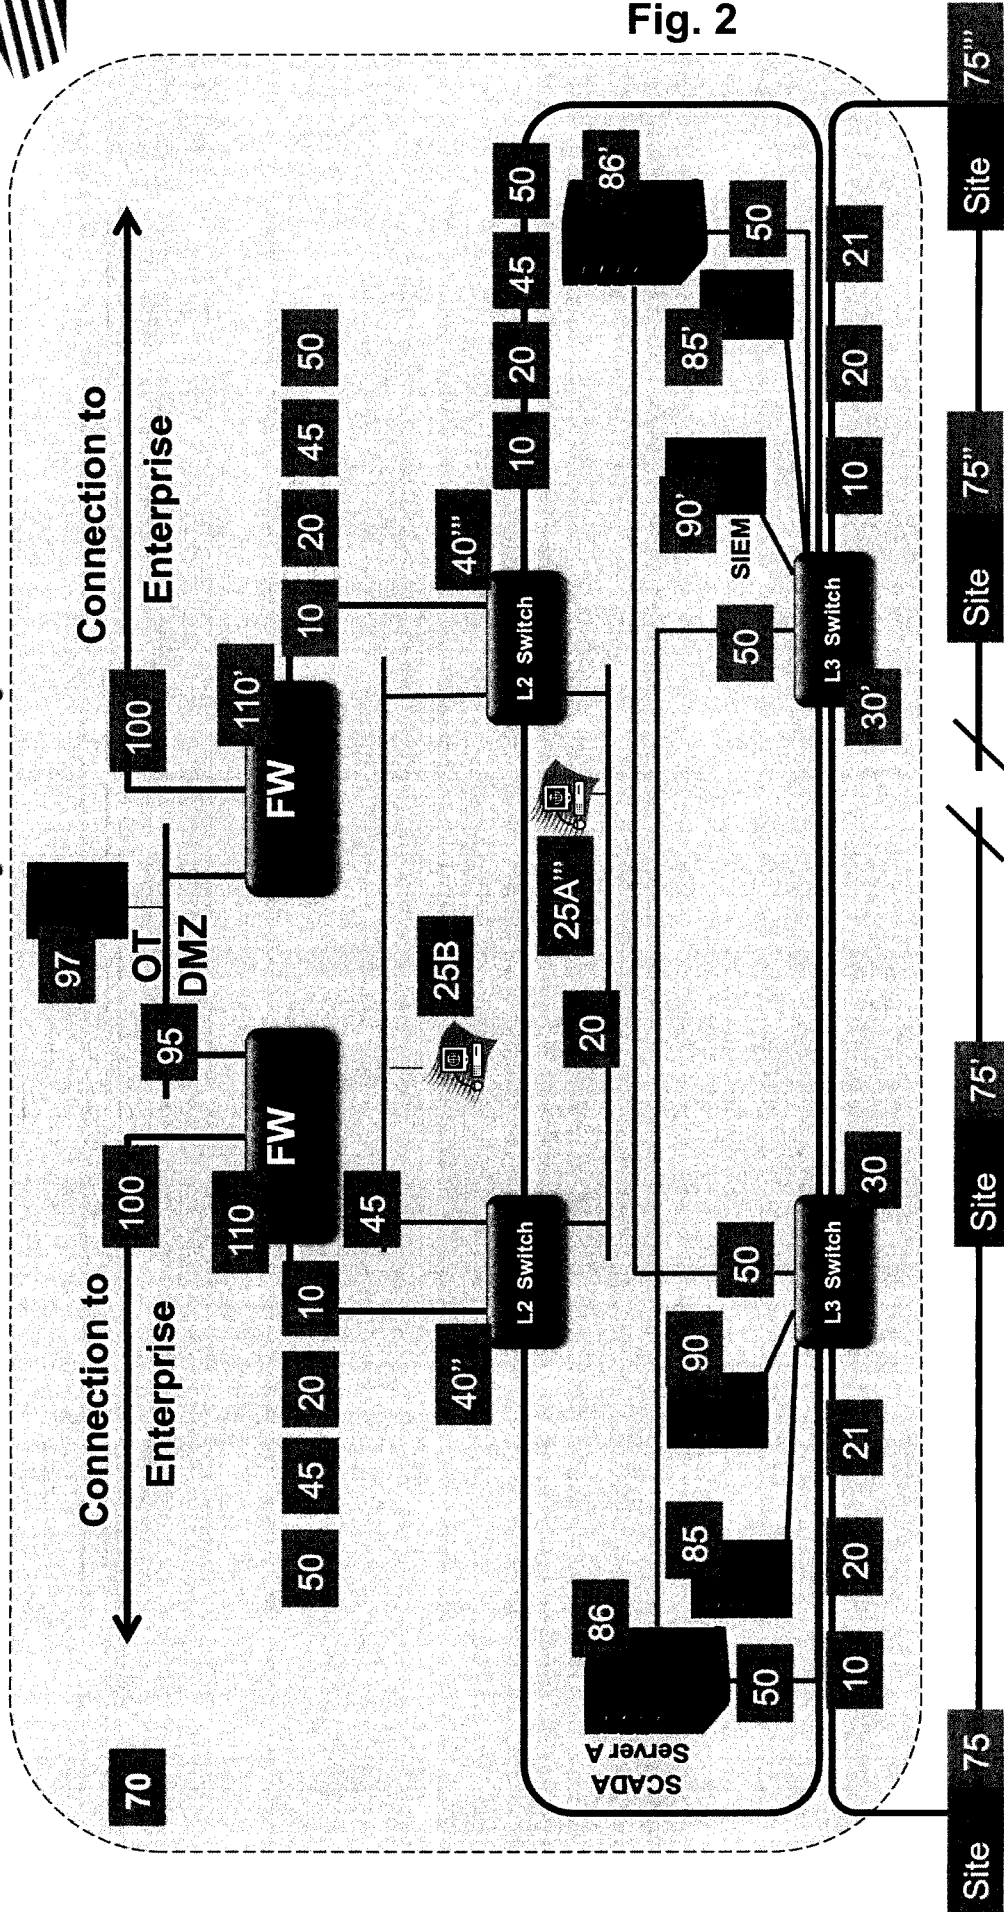 Fig. 2
70
Connection to
Enterprise
100
97
OT
DMZ
95
100
Connection to
Enterprise
110
FW
FW
110'
50
45
20
10
10
20
45
50
45
25B
40''
L2 Switch
L2 Switch
40'''
10
20
45
50
25A'''
20
SCADA
Server A
86
86'
85
90
50
50
SIEM
90'
85'
50
50
L3 Switch
30
L3 Switch
30'
10
20
21
10
20
21
Site 75
Site 75'
Site 75''
Site 75'''